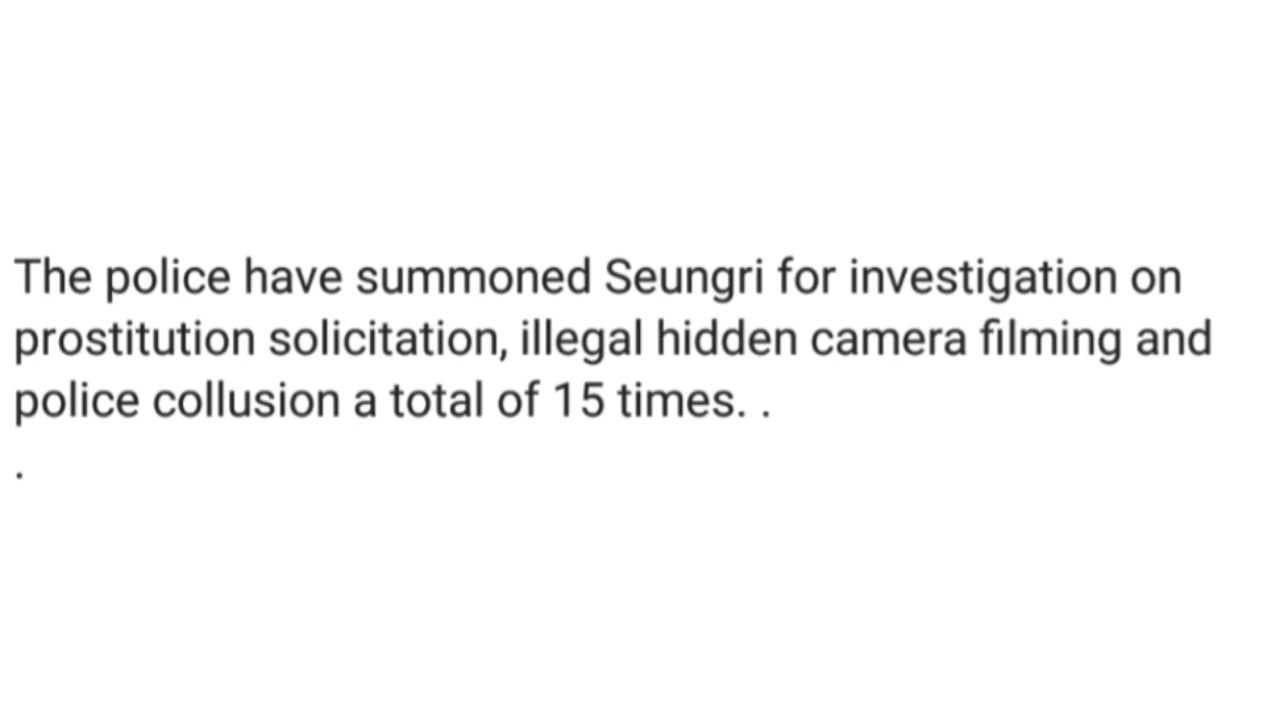 The police have summoned Seungri for investigation on
prostitution solicitation, illegal hidden camera filming and
police collusion a total of 15 times. .
.